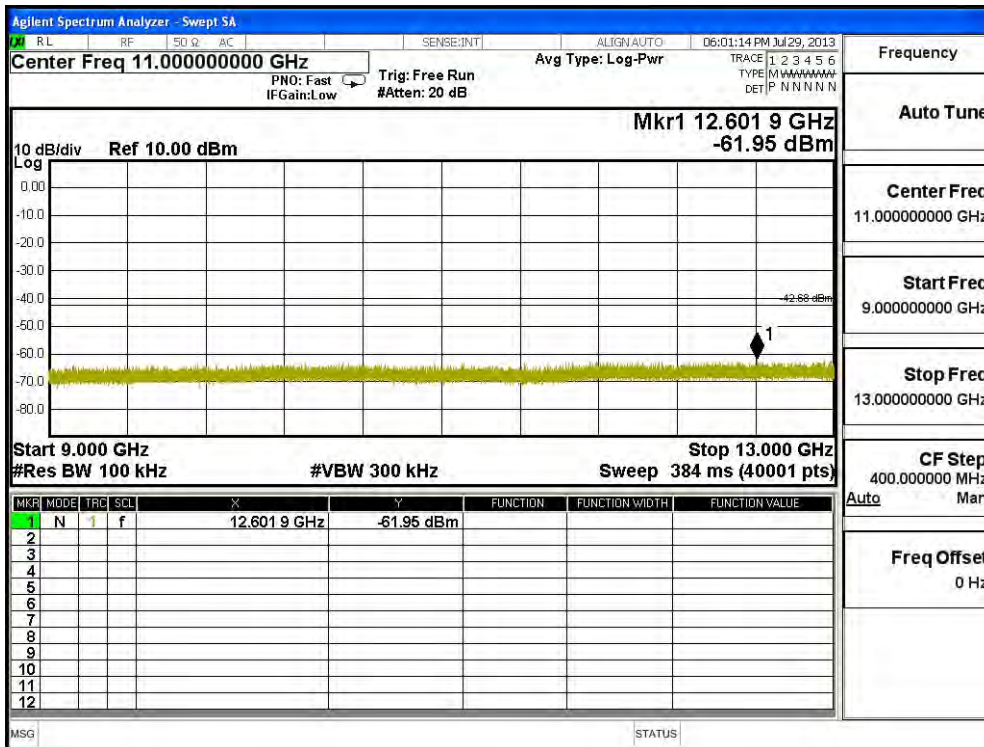 Agilent Spectrum Analyzer - Swept SA
RL RF 50 Ω AC SENSE:INT ALIGN AUTO 06:01:14 PM Jul 29, 2013
Center Freq 11.000000000 GHz
PNO: Fast
IFGain:Low
Trig: Free Run
#Atten: 20 dB
Avg Type: Log-Pwr
TRACE 1 2 3 4 5 6
TYPE M WWWWW
DET P N N N N N
Mkr1 12.601 9 GHz
-61.95 dBm
10 dB/div Ref 10.00 dBm
Log
0.00
-10.0
-20.0
-30.0
-40.0
-42.68 dBm
-50.0
1
-60.0
-70.0
-80.0
Start 9.000 GHz Stop 13.000 GHz
#Res BW 100 kHz #VBW 300 kHz Sweep 384 ms (40001 pts)
MKR MODE TRC SCL X Y FUNCTION FUNCTION WIDTH FUNCTION VALUE
1 N 1 f 12.601 9 GHz -61.95 dBm
2
3
4
5
6
7
8
9
10
11
12
MSG STATUS
Frequency
Auto Tune
Center Freq
11.000000000 GHz
Start Freq
9.000000000 GHz
Stop Freq
13.000000000 GHz
CF Step
400.000000 MHz
Auto Man
Freq Offset
0 Hz